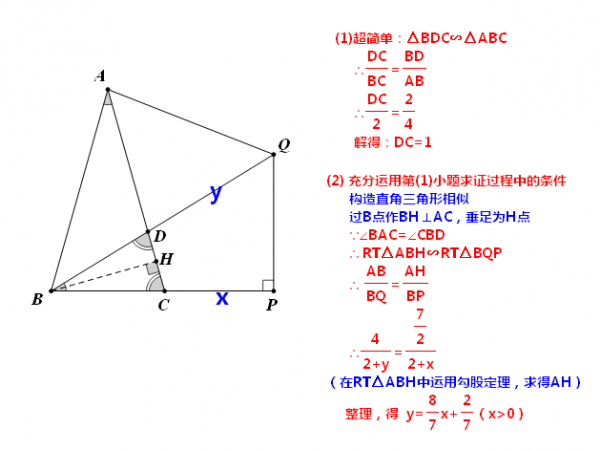 A
Q
y
D
H
B
C
x
P
(1)超简单：△BDC∽△ABC
∴DC/BC=BD/AB
∴DC/2=2/4
解得：DC=1
(2) 充分运用第(1)小题求证过程中的条件
构造直角三角形相似
过B点作BH⊥AC，垂足为H点
∵∠BAC=∠CBD
∴RT△ABH∽RT△BQP
∴AB/BQ=AH/BP
∴4/2+y=7/2/2+x
（在RT△ABH中运用勾股定理，求得AH）
整理，得 y=8/7x+2/7（x>0）